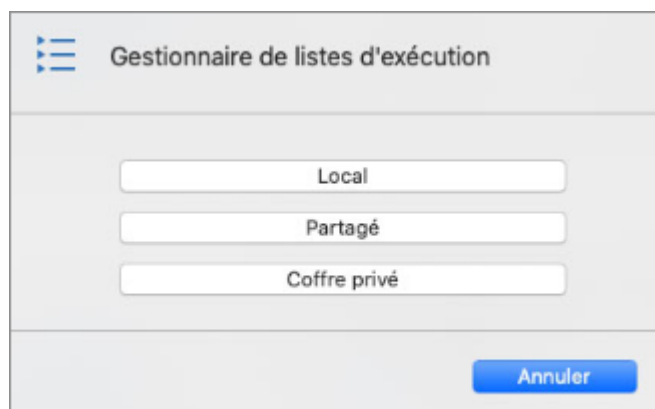 Gestionnaire de listes d'exécution
Local
Partagé
Coffre privé
Annuler